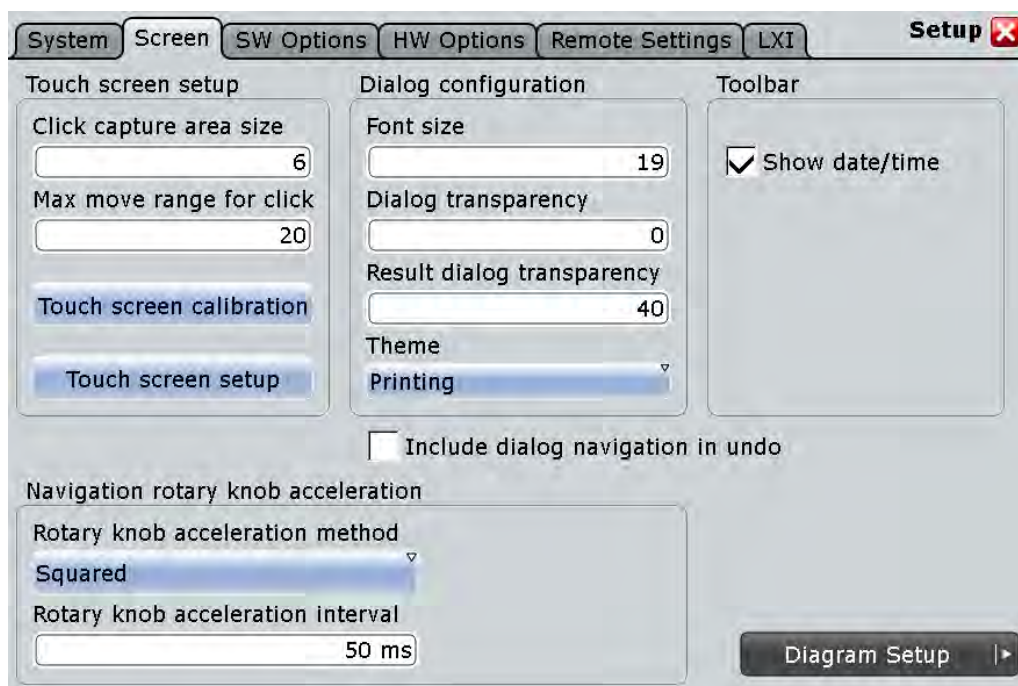 System Screen SW Options HW Options Remote Settings LXI Setup
Touch screen setup
Click capture area size
6
Max move range for click
20
Touch screen calibration
Touch screen setup
Dialog configuration
Font size
19
Dialog transparency
0
Result dialog transparency
40
Theme
Printing
Toolbar
Show date/time
Include dialog navigation in undo
Navigation rotary knob acceleration
Rotary knob acceleration method
Squared
Rotary knob acceleration interval
50 ms
Diagram Setup